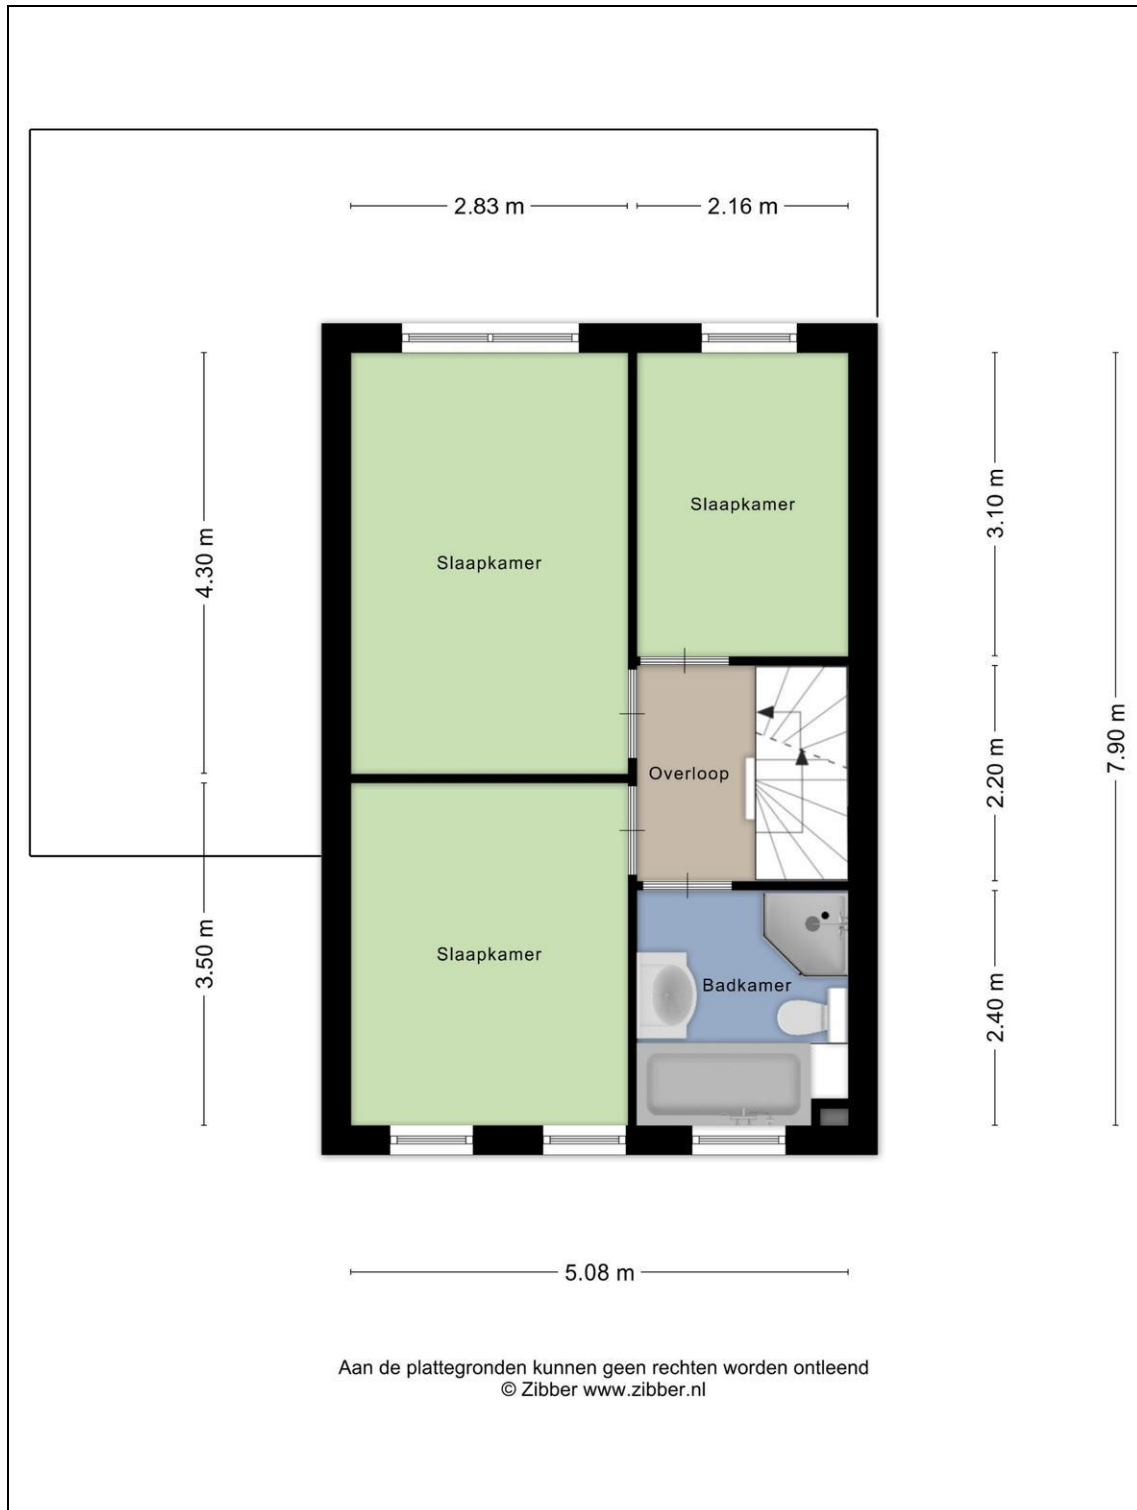 2.83 m
2.16 m
4.30 m
3.10 m
Slaapkamer
Slaapkamer
7.90 m
2.20 m
Overloop
3.50 m
Slaapkamer
Badkamer
2.40 m
5.08 m
Aan de plattegronden kunnen geen rechten worden ontleend
© Zibber www.zibber.nl